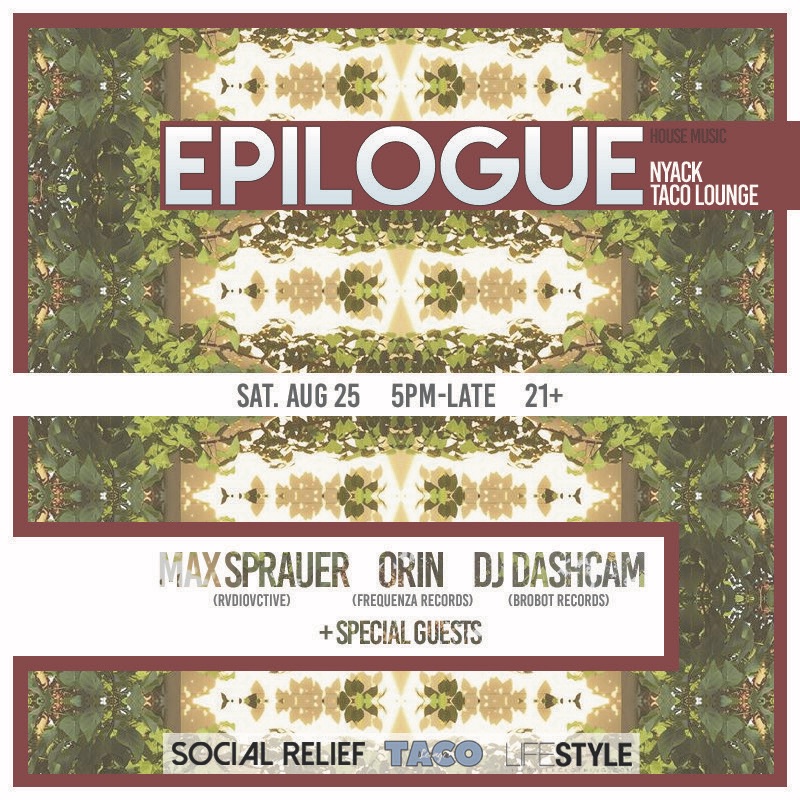 EPILOGUE
HOUSE MUSIC
NYACK
TACO LOUNGE
SAT. AUG 25 5PM-LATE 21+
MAX SPRAUER ORIN DJ DASHCAM
(RVDIOVCTIVE) (FREQUENZA RECORDS) (BROBOT RECORDS)
+ SPECIAL GUESTS
SOCIAL RELIEF TACO LIFESTYLE